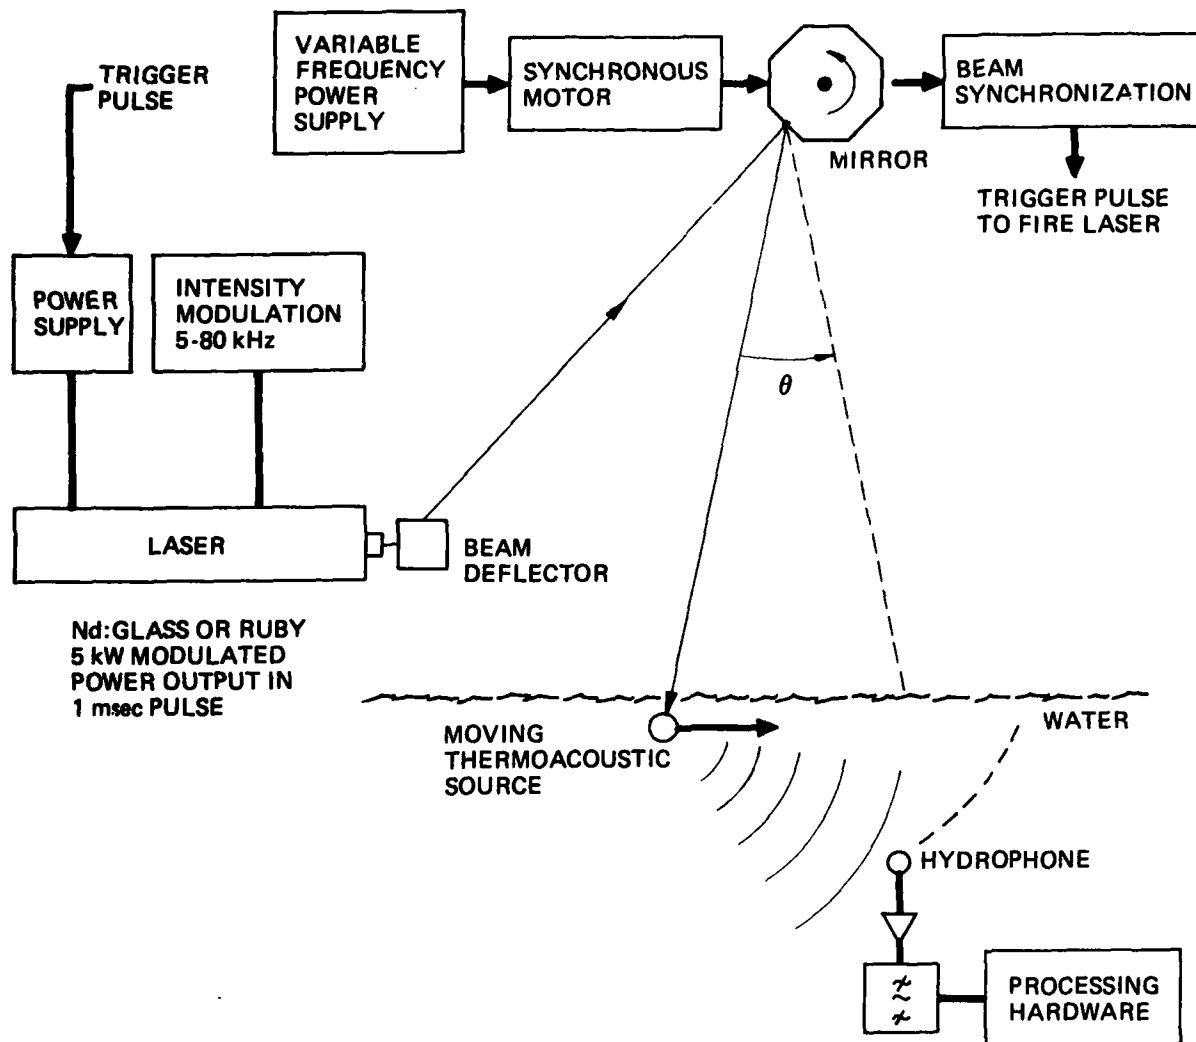 TRIGGER
PULSE
VARIABLE
FREQUENCY
POWER
SUPPLY
SYNCHRONOUS
MOTOR
MIRROR
BEAM
SYNCHRONIZATION
TRIGGER PULSE
TO FIRE LASER
POWER
SUPPLY
INTENSITY
MODULATION
5-80 kHz
θ
LASER
BEAM
DEFLECTOR
Nd:GLASS OR RUBY
5 kW MODULATED
POWER OUTPUT IN
1 msec PULSE
WATER
MOVING
THERMOACOUSTIC
SOURCE
HYDROPHONE
PROCESSING
HARDWARE